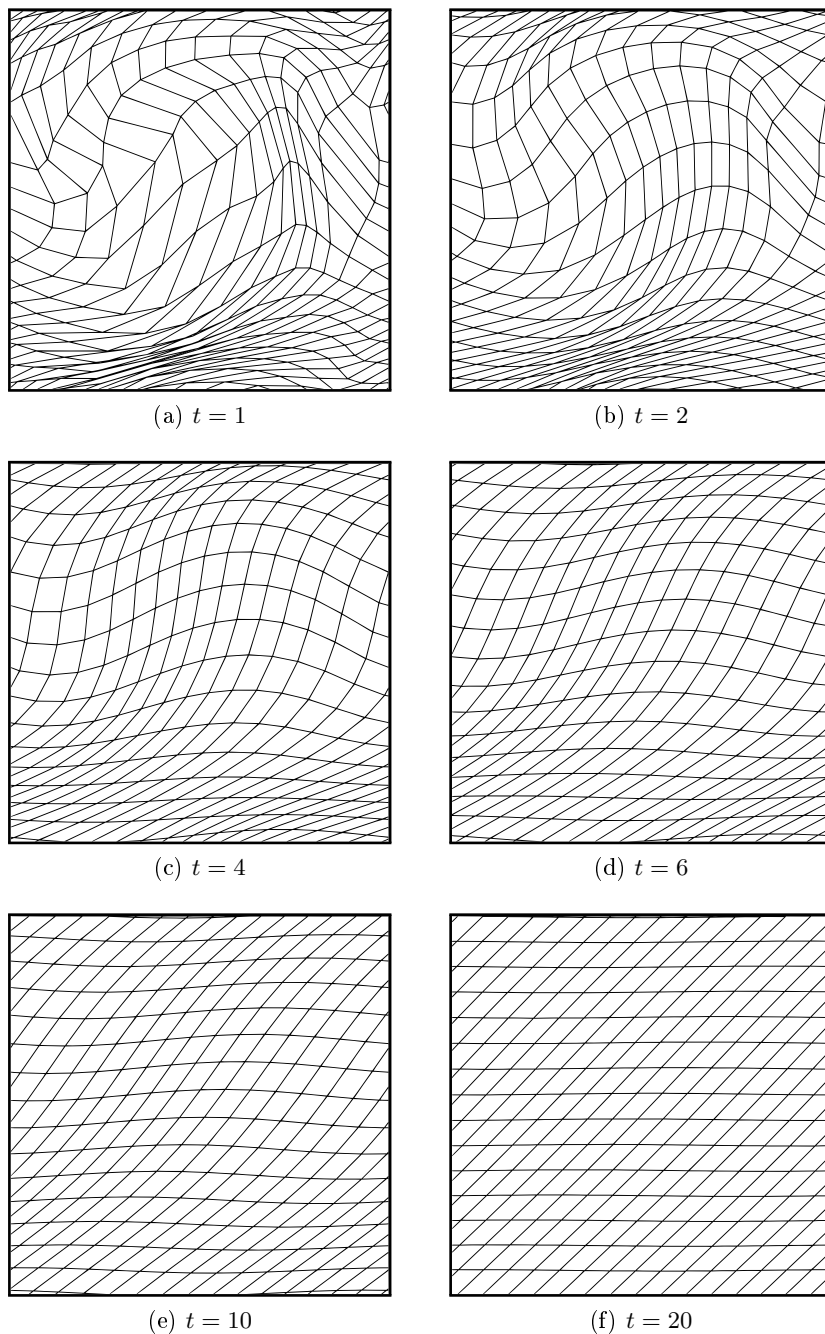 (a) t = 1
(b) t = 2
(c) t = 4
(d) t = 6
(e) t = 10
(f) t = 20